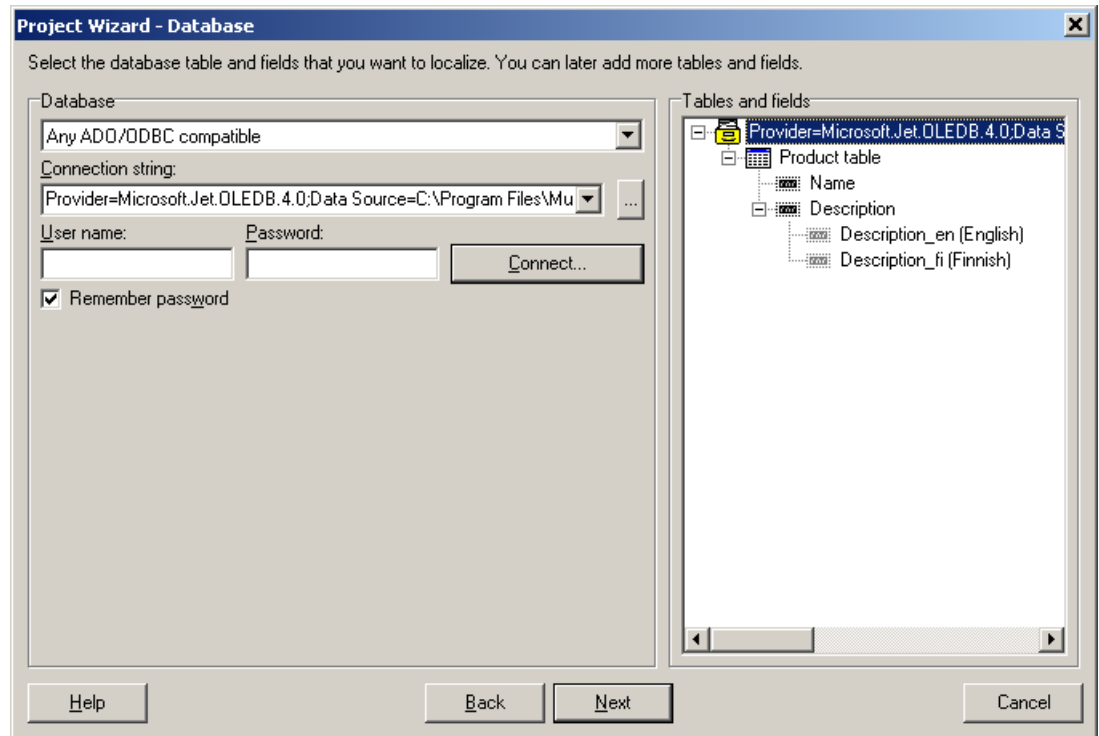 Project Wizard - Database
Select the database table and fields that you want to localize. You can later add more tables and fields.
Database
Any ADO/ODBC compatible
Connection string:
Provider=Microsoft.Jet.OLEDB.4.0;Data Source=C:\Program Files\Mu
...
User name:
Password:
Connect...
Remember password
Tables and fields
Provider=Microsoft.Jet.OLEDB.4.0;Data S
Product table
Name
Description
Description_en (English)
Description_fi (Finnish)
Help
Back
Next
Cancel